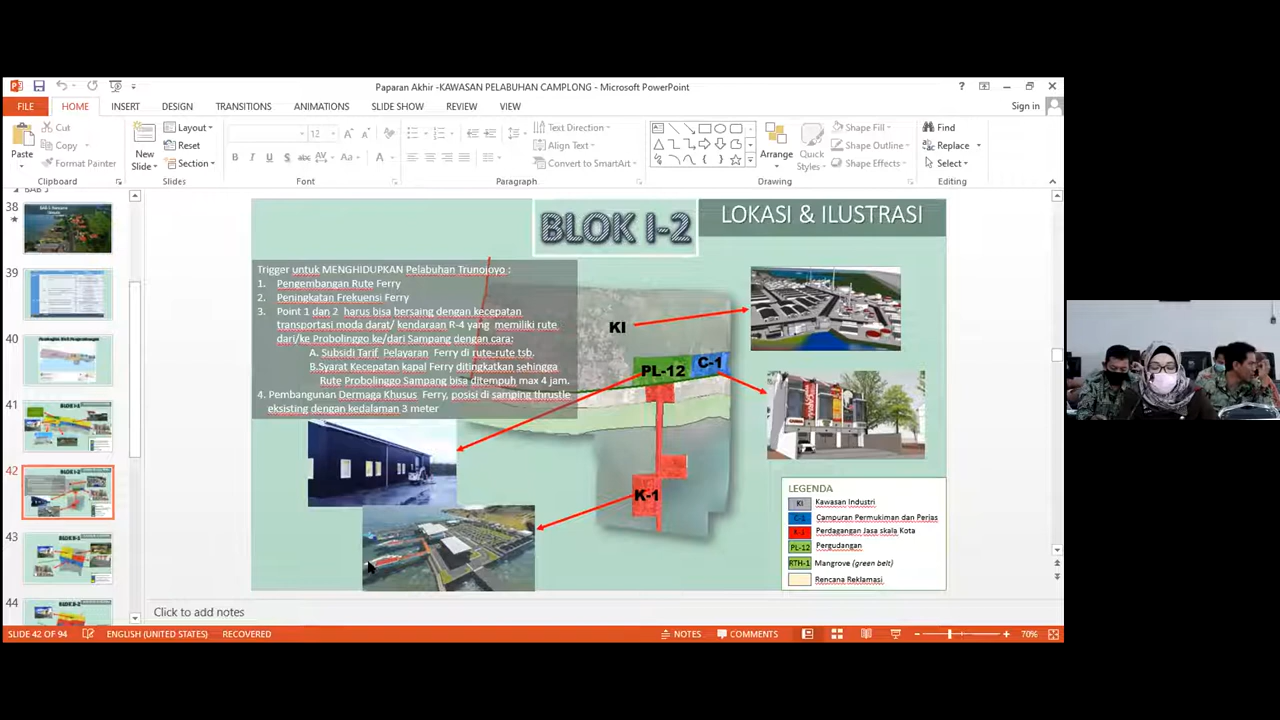 Paparan Akhir -KAWASAN PELABUHAN CAMPLONG - Microsoft PowerPoint
FILE HOME INSERT DESIGN TRANSITIONS ANIMATIONS SLIDE SHOW REVIEW VIEW
Sign in
Paste
Cut
Copy
Format Painter
Clipboard
New
Slide
Layout
Reset
Section
Slides
12
Font
Text Direction
Align Text
Convert to SmartArt
Paragraph
Arrange
Quick
Styles
Shape Fill
Shape Outline
Shape Effects
Drawing
Find
Replace
Select
Editing
38
39
40
41
42
43
44
BLOK I-2
LOKASI & ILUSTRASI
Trigger untuk MENGHIDUPKAN Pelabuhan Trunojoyo :
1. Pengembangan Rute Ferry
2. Peningkatan Frekuensi Ferry
3. Point 1 dan 2 harus bisa bersaing dengan kecepatan
transportasi moda darat/ kendaraan R-4 yang memiliki rute
dari/ke Probolinggo ke/dari Sampang dengan cara:
A. Subsidi Tarif Pelayaran Ferry di rute-rute tsb.
B.Syarat Kecepatan kapal Ferry ditingkatkan sehingga
Rute Probolinggo Sampang bisa ditempuh max 4 jam.
4. Pembangunan Dermaga Khusus Ferry, posisi di samping thrustle
eksisting dengan kedalaman 3 meter
KI
PL-12
C-1
K-1
LEGENDA
KI Kawasan Industri
C-1 Campuran Permukiman dan Perjas
K-1 Perdagangan Jasa skala Kota
PL-12 Pergudangan
RTH-1 Mangrove (green belt)
Rencana Reklamasi
Click to add notes
SLIDE 42 OF 94 ENGLISH (UNITED STATES) RECOVERED NOTES COMMENTS 70%